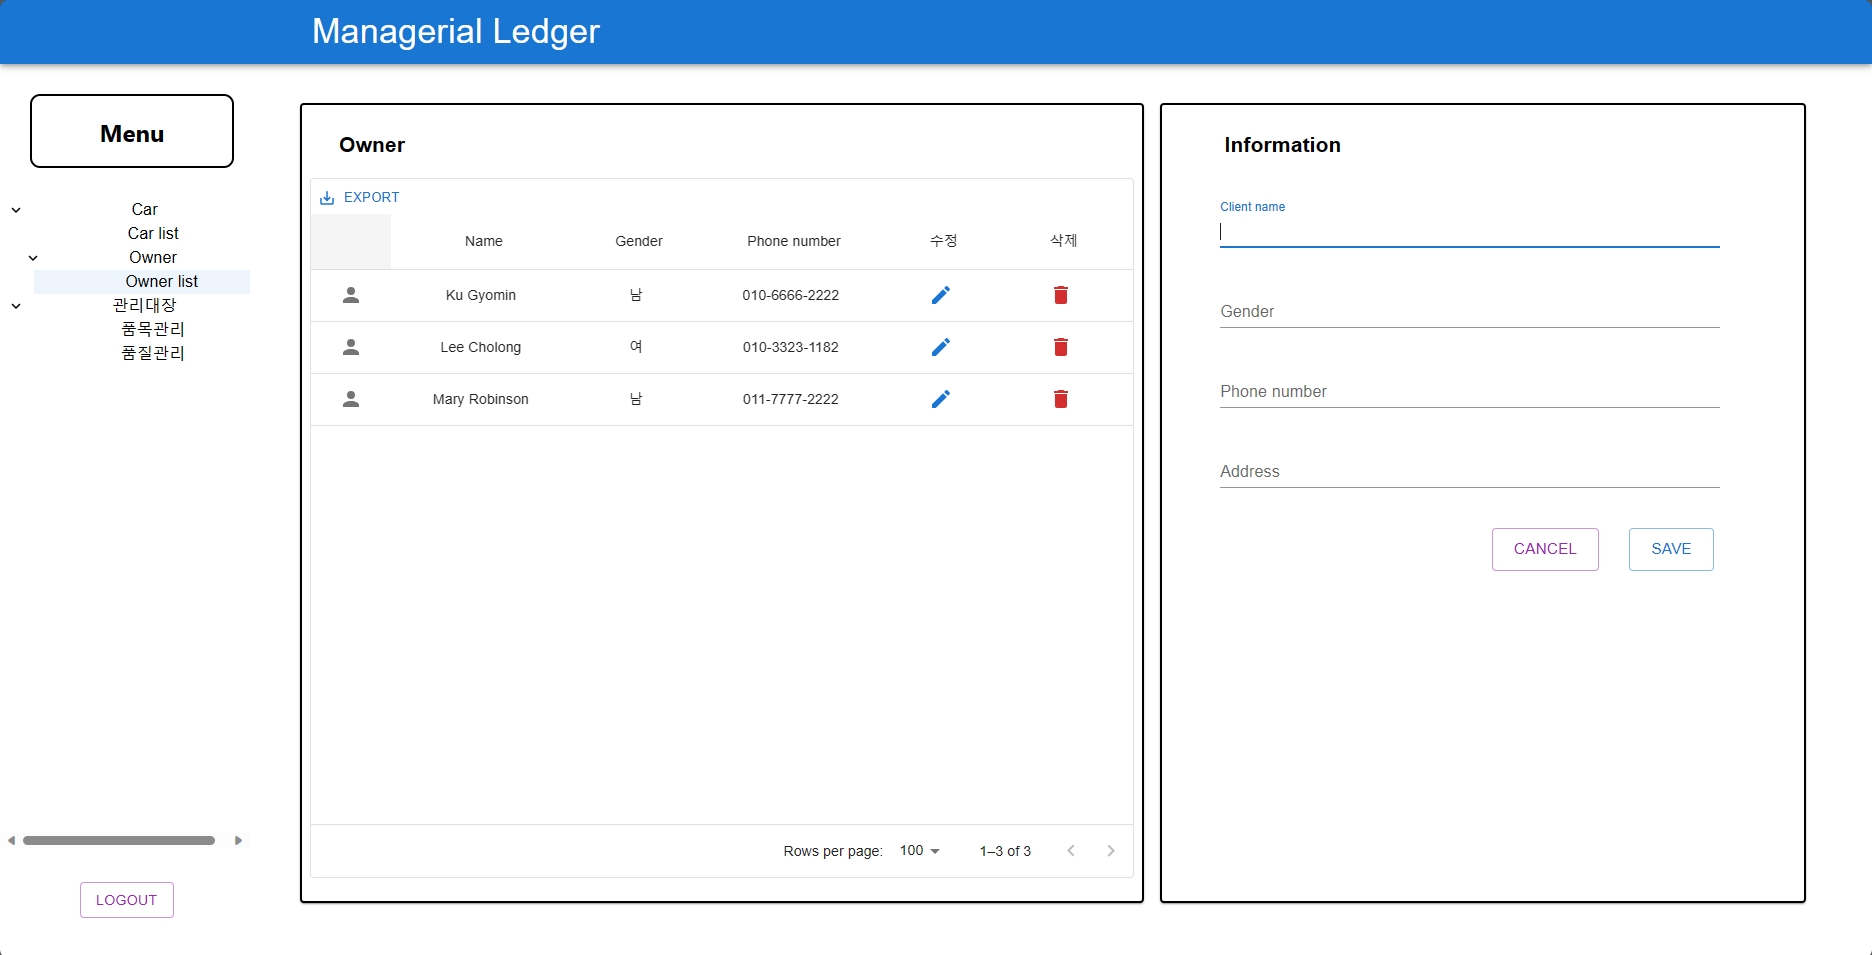 Managerial Ledger
Menu
Car
Car list
Owner
Owner list
관리대장
품목관리
품질관리
LOGOUT
Owner
EXPORT
Name Gender Phone number 수정 삭제
Ku Gyomin 남 010-6666-2222
Lee Cholong 여 010-3323-1182
Mary Robinson 남 011-7777-2222
Rows per page: 100 1–3 of 3
Information
Client name
Gender
Phone number
Address
CANCEL SAVE